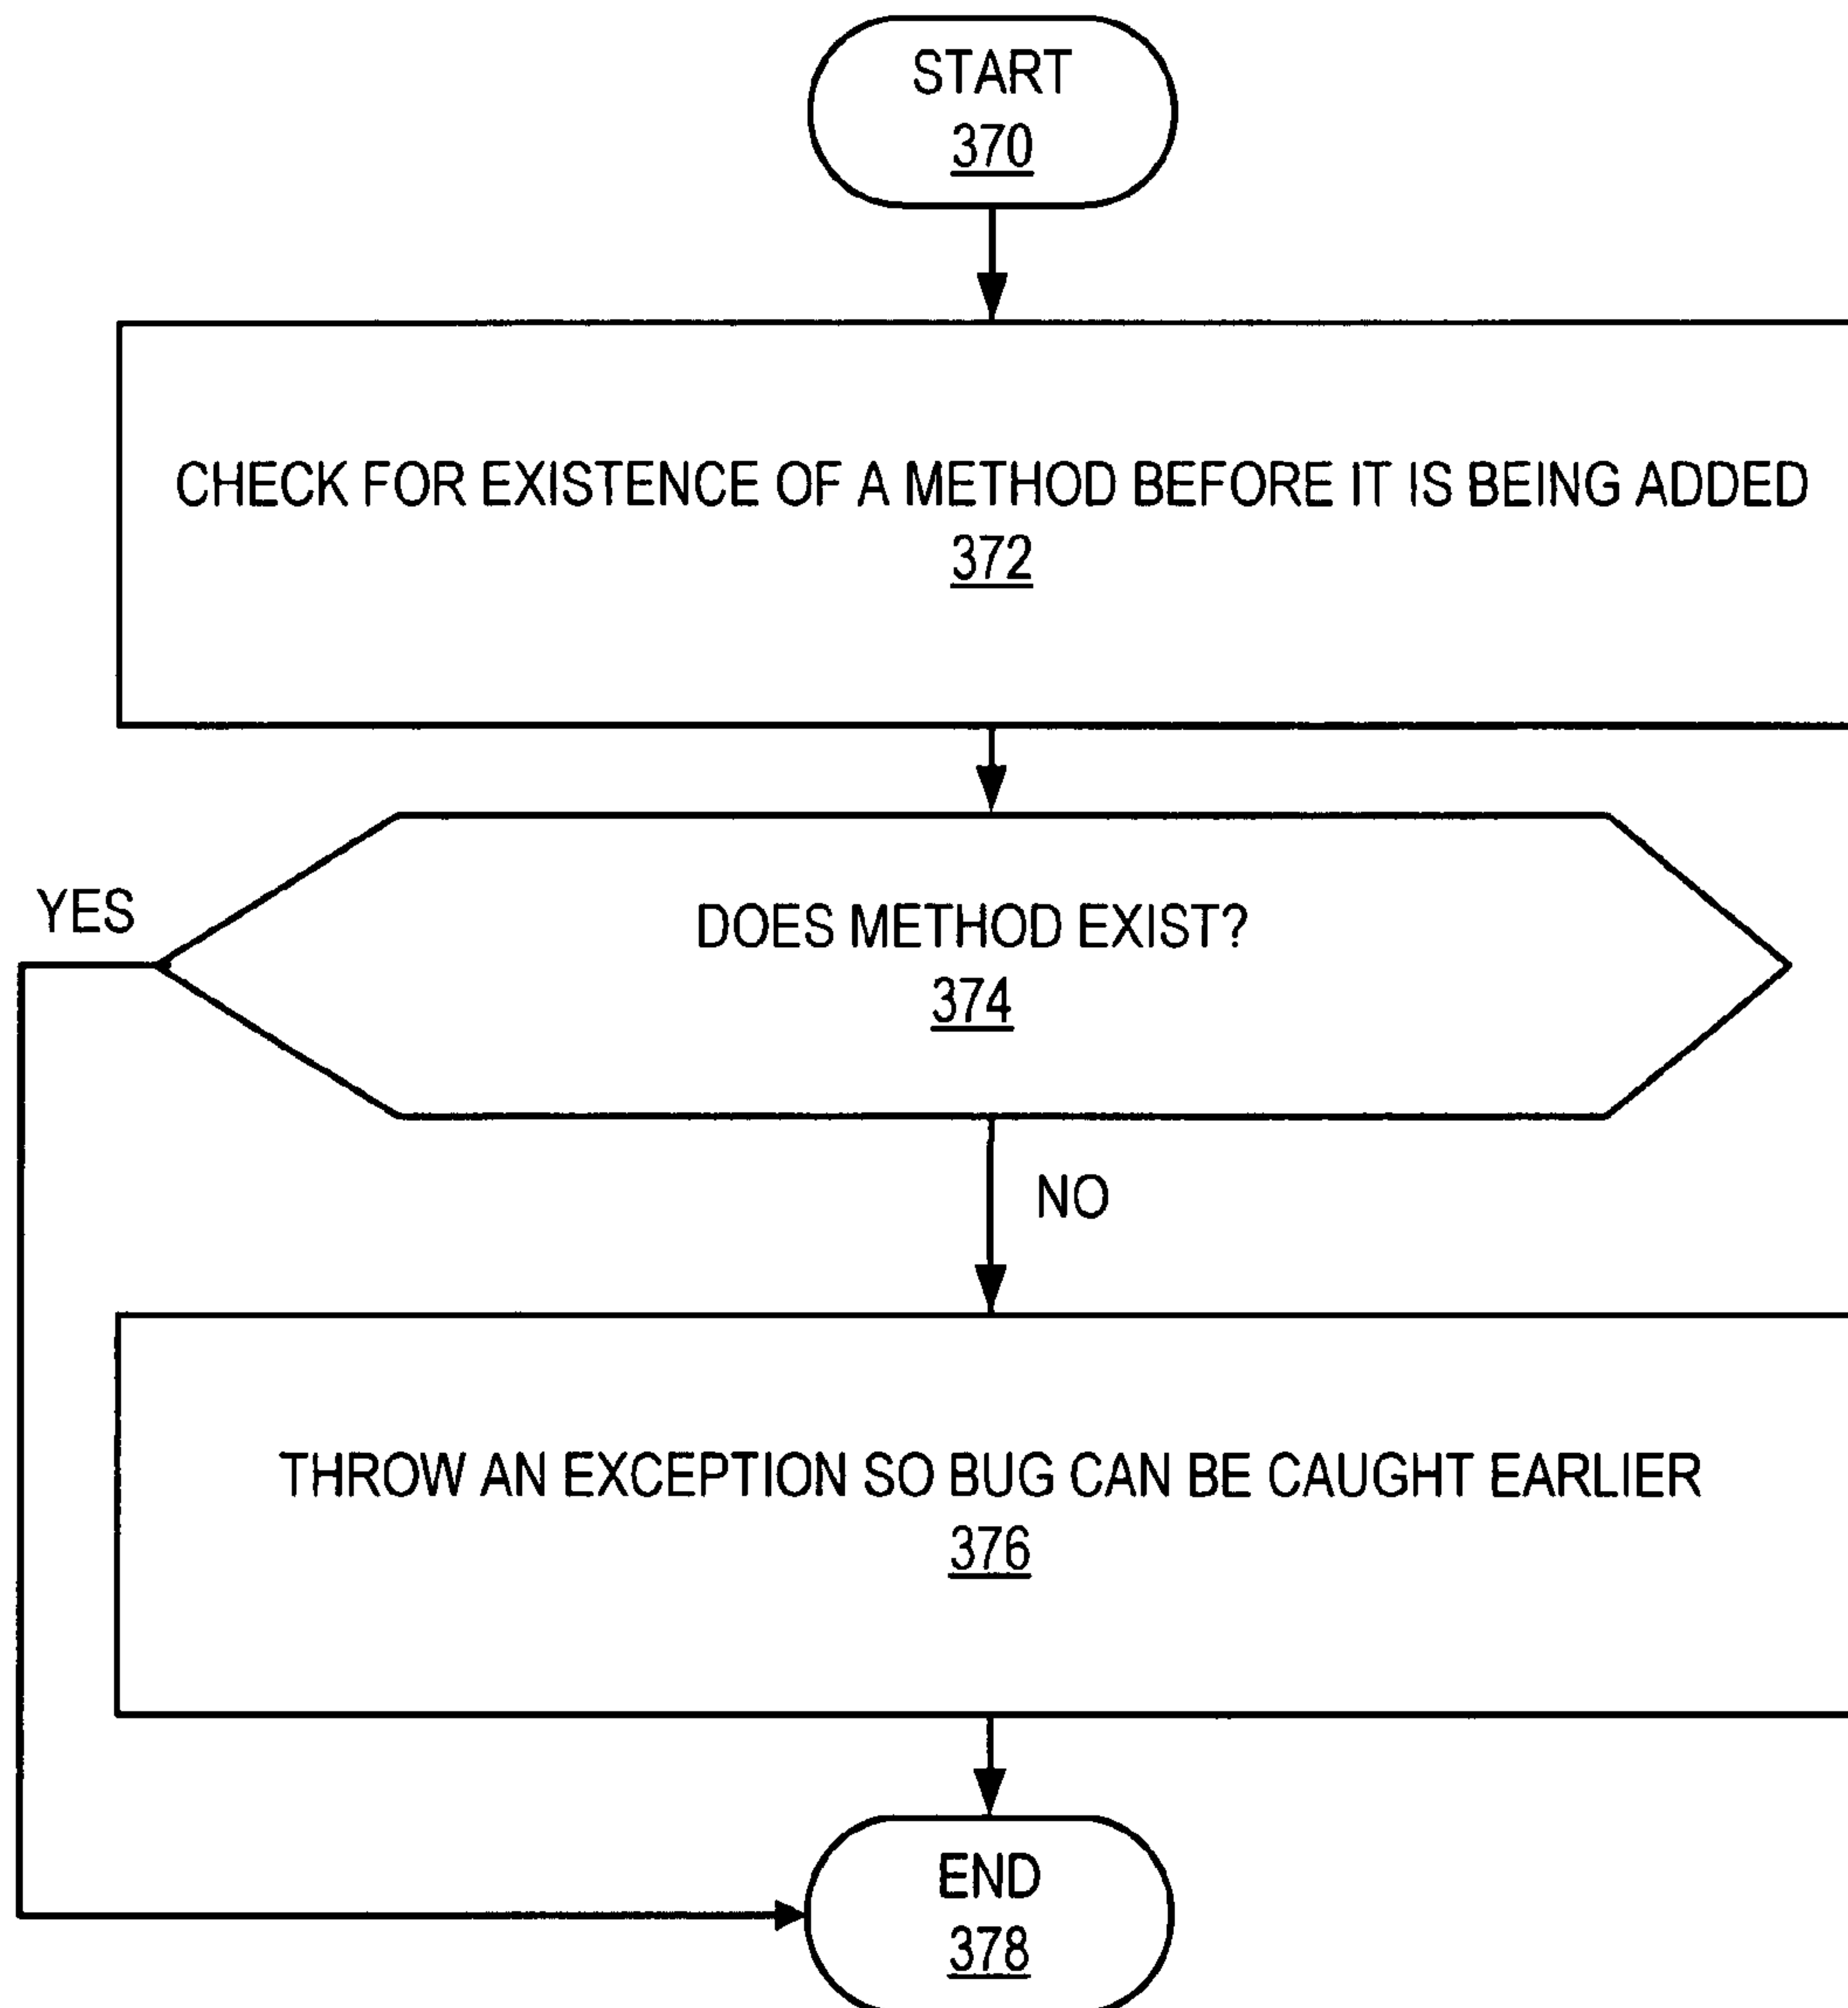 START
370
CHECK FOR EXISTENCE OF A METHOD BEFORE IT IS BEING ADDED
372
YES
DOES METHOD EXIST?
374
NO
THROW AN EXCEPTION SO BUG CAN BE CAUGHT EARLIER
376
END
378